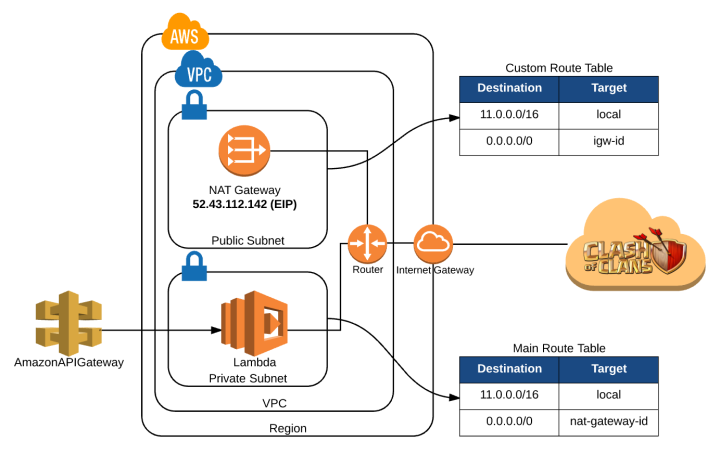 AWS
VPC
NAT Gateway
52.43.112.142 (EIP)
Public Subnet
Router
Internet Gateway
CLASH
OF CLANS
AmazonAPIGateway
Lambda
Private Subnet
VPC
Region
Custom Route Table
Destination Target
11.0.0.0/16 local
0.0.0.0/0 igw-id
Main Route Table
Destination Target
11.0.0.0/16 local
0.0.0.0/0 nat-gateway-id